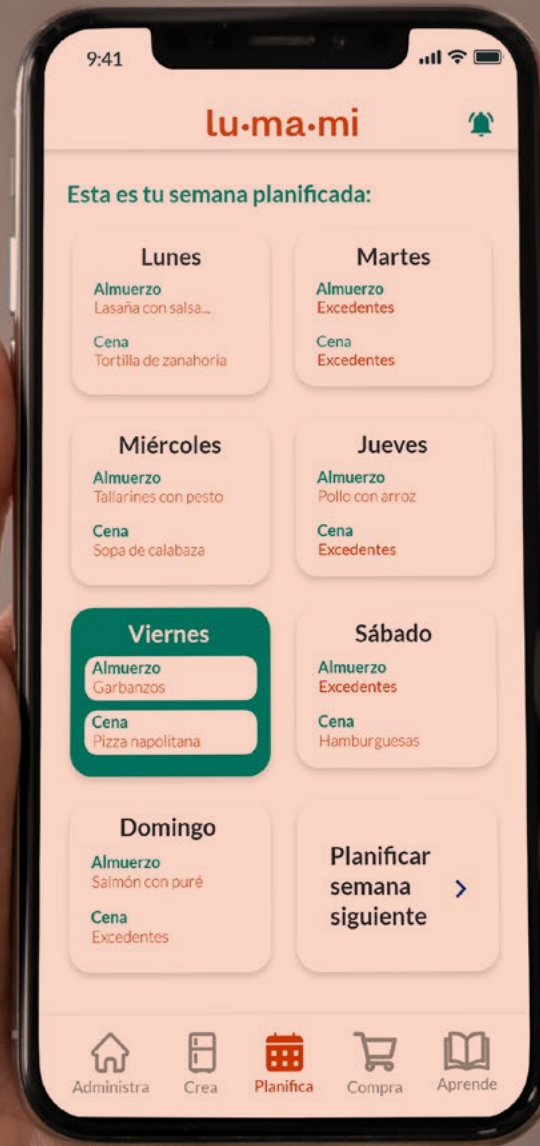 9:41
lu·ma·mi
Esta es tu semana planificada:
Lunes
Almuerzo
Lasaña con salsa...
Cena
Tortilla de zanahoria
Martes
Almuerzo
Excedentes
Cena
Excedentes
Miércoles
Almuerzo
Tallarines con pesto
Cena
Sopa de calabaza
Jueves
Almuerzo
Pollo con arroz
Cena
Excedentes
Viernes
Almuerzo
Garbanzos
Cena
Pizza napolitana
Sábado
Almuerzo
Excedentes
Cena
Hamburguesas
Domingo
Almuerzo
Salmón con puré
Cena
Excedentes
Planificar
semana
siguiente
Administra
Crea
Planifica
Compra
Aprende